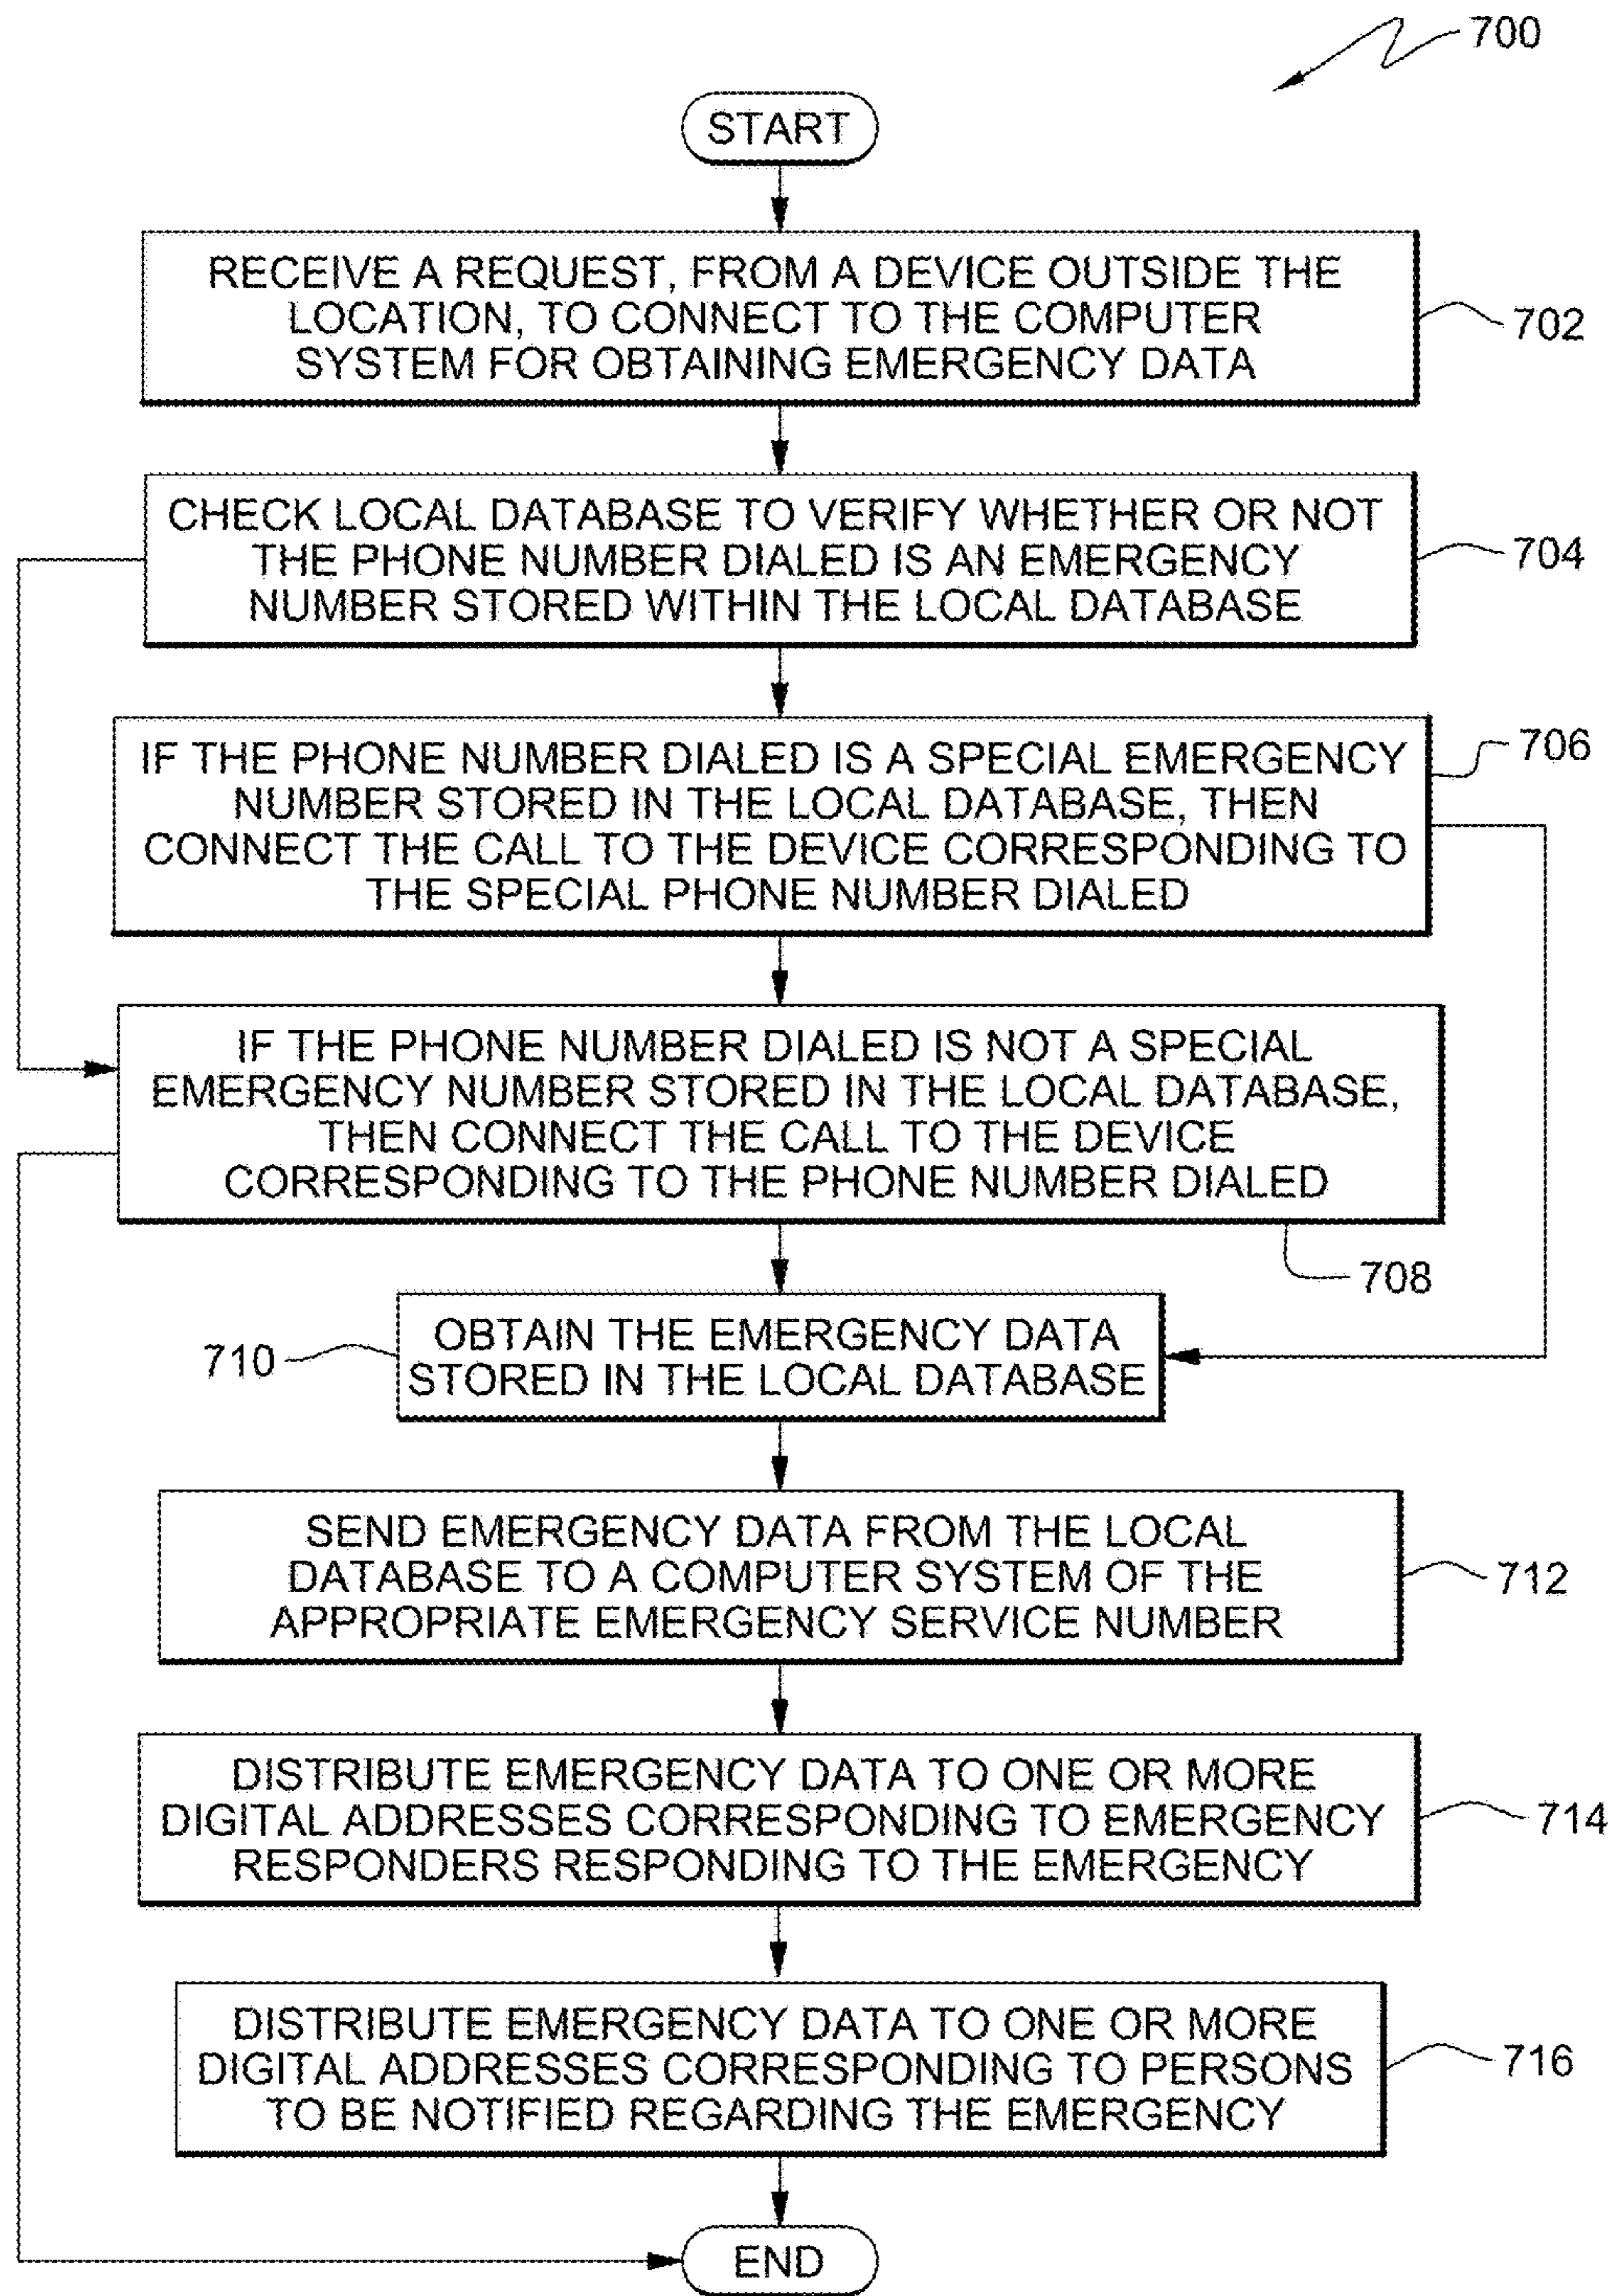 700
START
RECEIVE A REQUEST, FROM A DEVICE OUTSIDE THE
LOCATION, TO CONNECT TO THE COMPUTER
SYSTEM FOR OBTAINING EMERGENCY DATA
702
CHECK LOCAL DATABASE TO VERIFY WHETHER OR NOT
THE PHONE NUMBER DIALED IS AN EMERGENCY
NUMBER STORED WITHIN THE LOCAL DATABASE
704
IF THE PHONE NUMBER DIALED IS A SPECIAL EMERGENCY
NUMBER STORED IN THE LOCAL DATABASE, THEN
CONNECT THE CALL TO THE DEVICE CORRESPONDING TO
THE SPECIAL PHONE NUMBER DIALED
706
IF THE PHONE NUMBER DIALED IS NOT A SPECIAL
EMERGENCY NUMBER STORED IN THE LOCAL DATABASE,
THEN CONNECT THE CALL TO THE DEVICE
CORRESPONDING TO THE PHONE NUMBER DIALED
708
710
OBTAIN THE EMERGENCY DATA
STORED IN THE LOCAL DATABASE
SEND EMERGENCY DATA FROM THE LOCAL
DATABASE TO A COMPUTER SYSTEM OF THE
APPROPRIATE EMERGENCY SERVICE NUMBER
712
DISTRIBUTE EMERGENCY DATA TO ONE OR MORE
DIGITAL ADDRESSES CORRESPONDING TO EMERGENCY
RESPONDERS RESPONDING TO THE EMERGENCY
714
DISTRIBUTE EMERGENCY DATA TO ONE OR MORE
DIGITAL ADDRESSES CORRESPONDING TO PERSONS
TO BE NOTIFIED REGARDING THE EMERGENCY
716
END